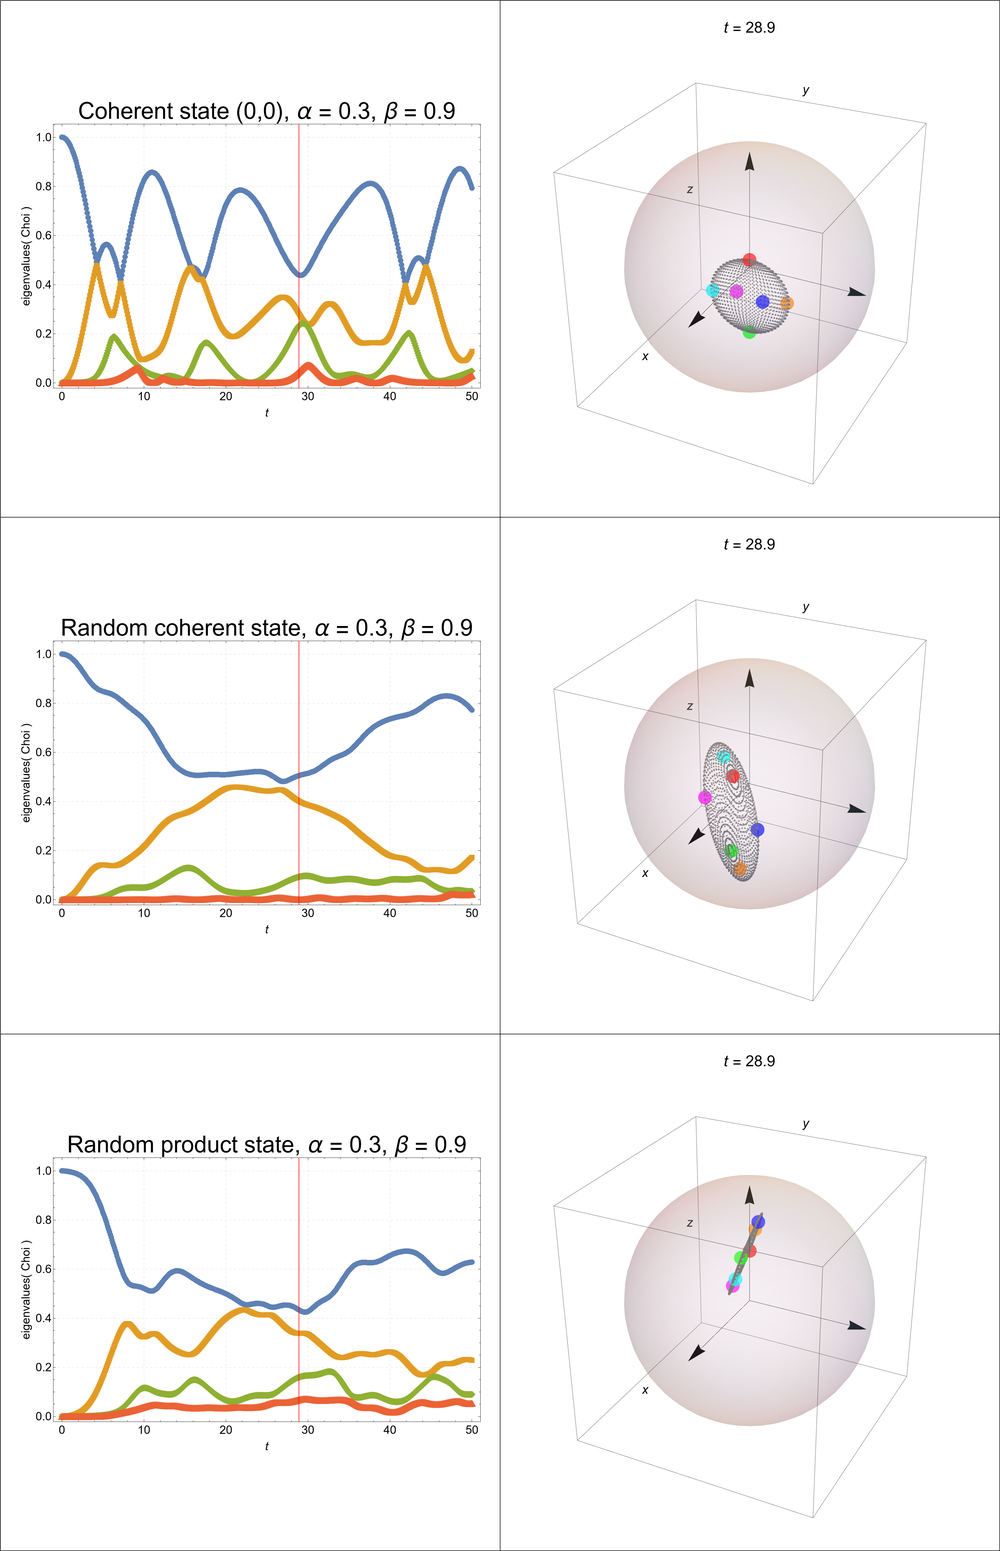 Coherent state (0,0), α = 0.3, β = 0.9
eigenvalues( Choi )
1.0
0.8
0.6
0.4
0.2
0.0
0 10 20 30 40 50
t
t = 28.9
y
z
x
Random coherent state, α = 0.3, β = 0.9
eigenvalues( Choi )
1.0
0.8
0.6
0.4
0.2
0.0
0 10 20 30 40 50
t
t = 28.9
y
z
x
Random product state, α = 0.3, β = 0.9
eigenvalues( Choi )
1.0
0.8
0.6
0.4
0.2
0.0
0 10 20 30 40 50
t
t = 28.9
y
z
x